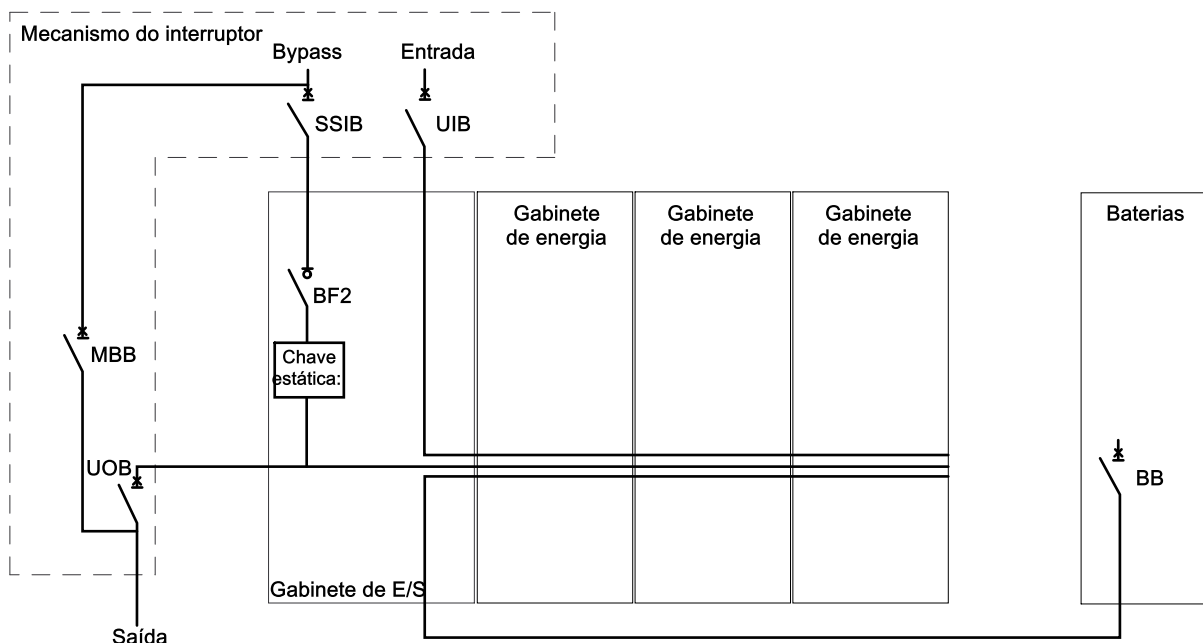 Mecanismo do interruptor
Bypass
Entrada
SSIB
UIB
Gabinete
de energia
Gabinete
de energia
Gabinete
de energia
Baterias
BF2
MBB
Chave
estática:
UOB
BB
Gabinete de E/S
Saída